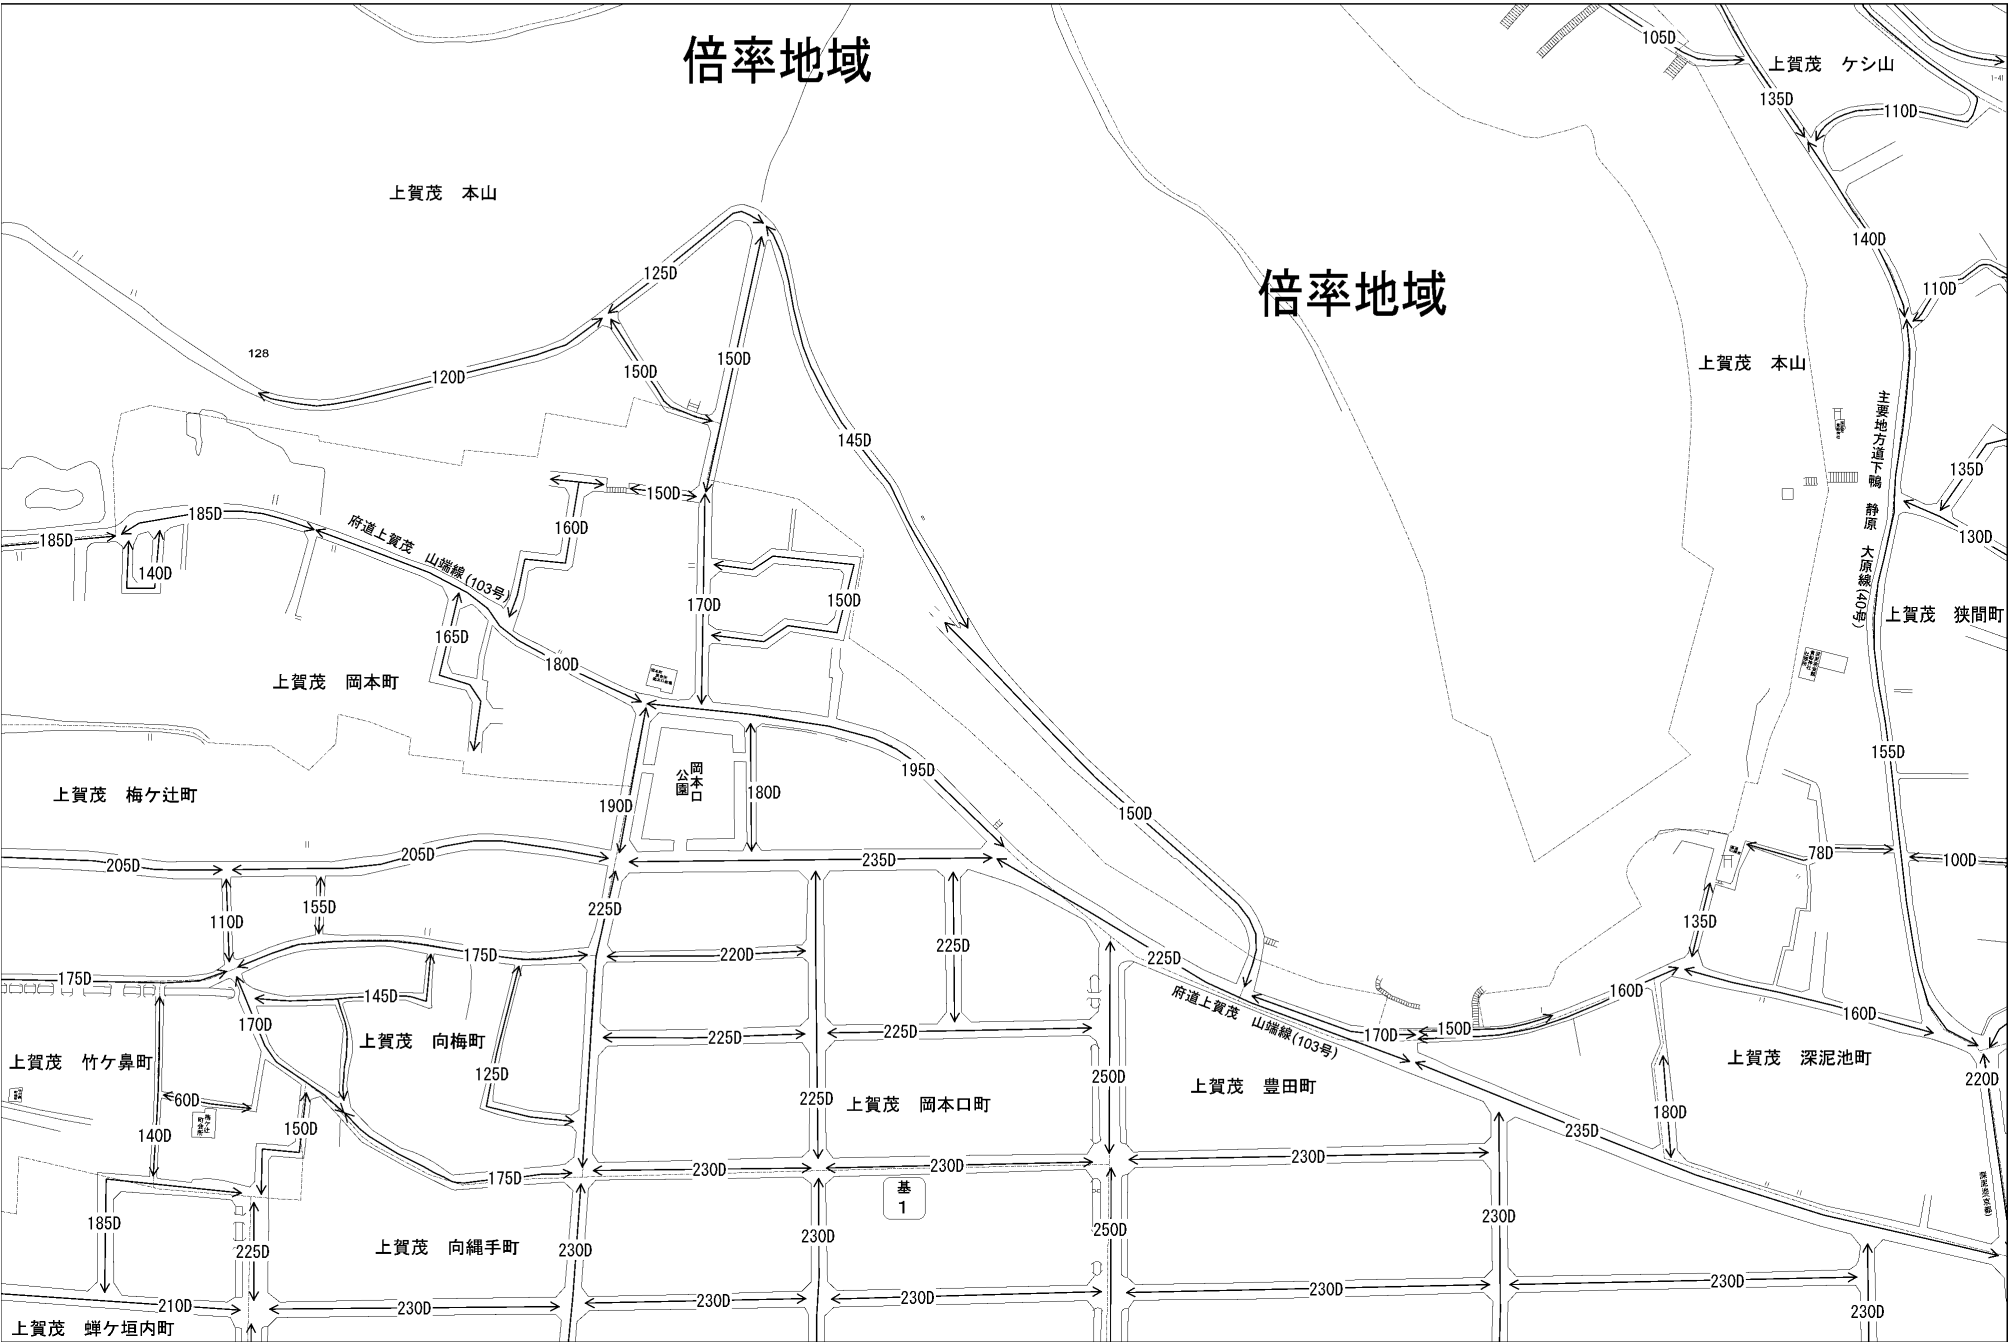 倍率地域
105D
上賀茂 ケシ山
1-41
135D
110D
上賀茂 本山
140D
125D
倍率地域
110D
128
150D
150D
120D
上賀茂 本山
主要地方道下鴨 静原 大原線(40号)
145D
135D
150D
185D
160D
府道上賀茂 山端線(103号)
185D
130D
140D
170D
150D
上賀茂 狭間町
165D
180D
上賀茂 岡本町
155D
195D
岡本口
公園
上賀茂 梅ケ辻町
190D
180D
150D
205D
205D
235D
78D
100D
110D
155D
225D
135D
220D
225D
175D
225D
175D
145D
160D
府道上賀茂 山端線(103号)
160D
170D
上賀茂 向梅町
225D
225D
170D
150D
上賀茂 竹ケ鼻町
上賀茂 深泥池町
125D
250D
上賀茂 豊田町
220D
60D
225D
上賀茂 岡本口町
梅ケ辻
町会所
150D
140D
180D
235D
175D
230D
230D
230D
基
1
185D
230D
225D
上賀茂 向縄手町
230D
230D
250D
210D
230D
230D
230D
230D
230D
230D
上賀茂 蝉ケ垣内町